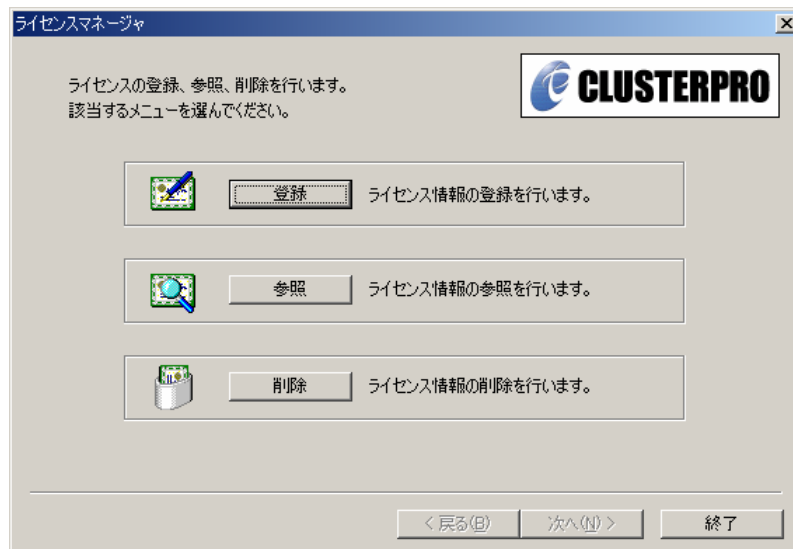 ライセンスマネージャ
ライセンスの登録、参照、削除を行います。
該当するメニューを選んでください。
CLUSTERPRO
登録 ライセンス情報の登録を行います。
参照 ライセンス情報の参照を行います。
削除 ライセンス情報の削除を行います。
< 戻る(B) 次へ(N) > 終了